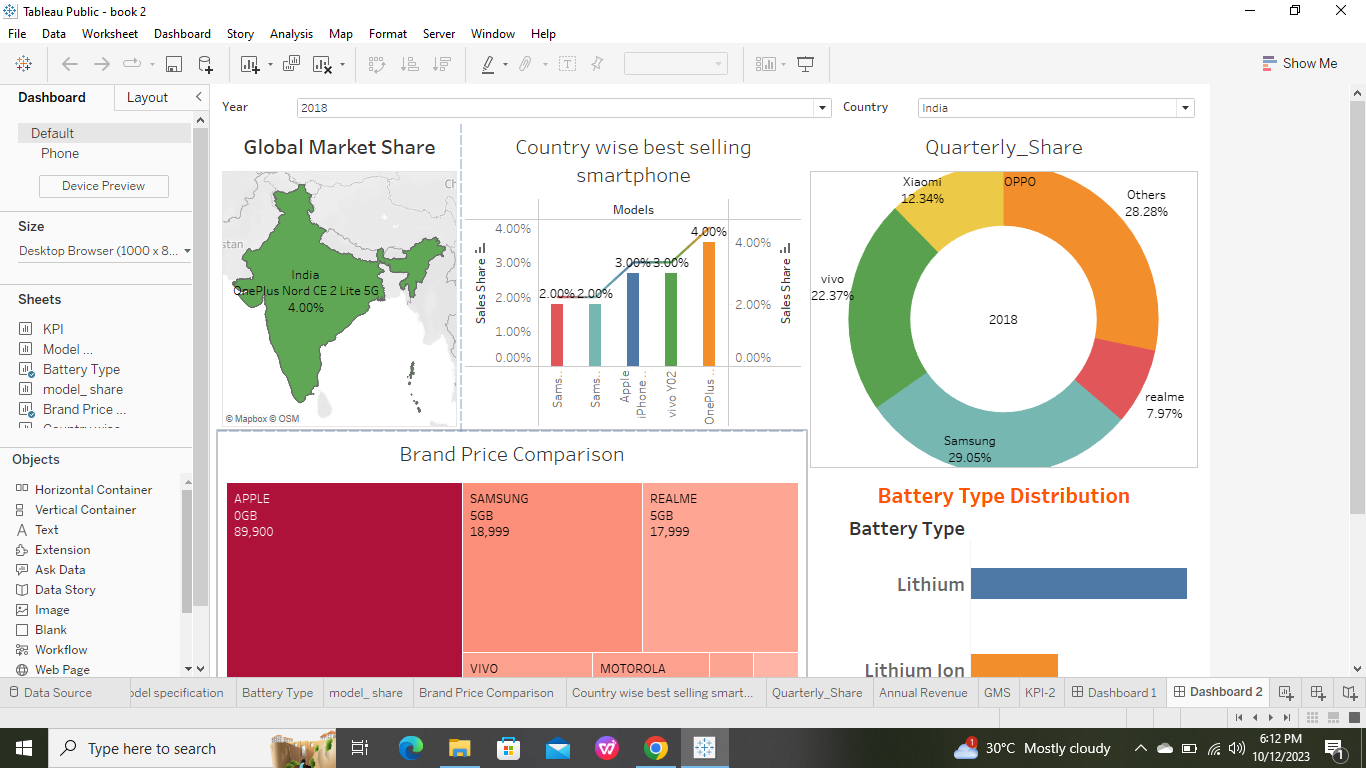 Tableau Public - book 2
File Data Worksheet Dashboard Story Analysis Map Format Server Window Help
Show Me
Dashboard Layout
Default
Phone
Device Preview
Size
Desktop Browser (1000 x 8...
Sheets
KPI
Model ...
Battery Type
model_ share
Brand Price ...
Country wise
Objects
Horizontal Container
Vertical Container
Text
Extension
Ask Data
Data Story
Image
Blank
Workflow
Web Page
Year 2018 Country India
Global Market Share
India
OnePlus Nord CE 2 Lite 5G
4.00%
stan
Ch
© Mapbox © OSM
Country wise best selling
smartphone
Models
4.00%
3.00%
2.00%
1.00%
0.00%
Sales Share
2.00% 2.00% 3.00% 3.00% 4.00%
4.00%
2.00%
0.00%
Sales Share
Sams..
Sams..
Apple
iPhone..
vivo Y02
OnePlus ..
Quarterly_Share
Xiaomi
12.34%
OPPO
Others
28.28%
vivo
22.37%
2018
realme
7.97%
Samsung
29.05%
Brand Price Comparison
APPLE
0GB
89,900
SAMSUNG
5GB
18,999
REALME
5GB
17,999
VIVO
MOTOROLA
Battery Type Distribution
Battery Type
Lithium
Lithium Ion
Data Source odel specification Battery Type model_ share Brand Price Comparison Country wise best selling smart... Quarterly_Share Annual Revenue GMS KPI-2 Dashboard 1 Dashboard 2
Type here to search
1
30°C Mostly cloudy
6:12 PM
10/12/2023
1